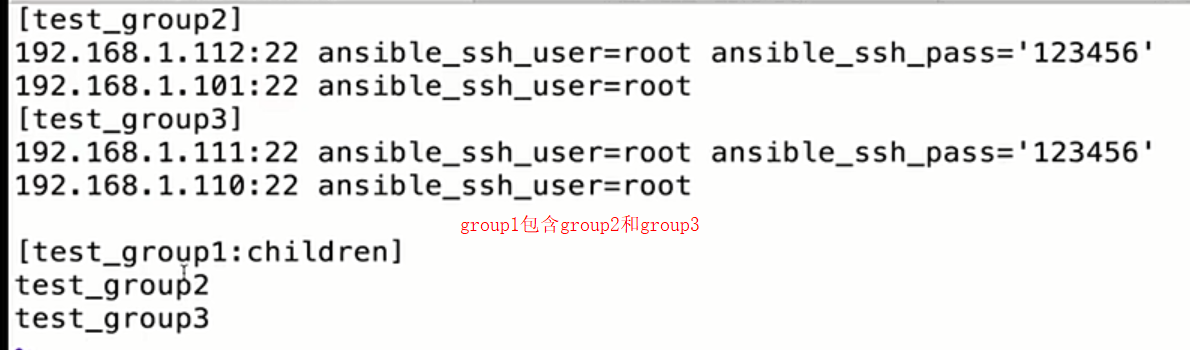 [test_group2]
192.168.1.112:22 ansible_ssh_user=root ansible_ssh_pass='123456'
192.168.1.101:22 ansible_ssh_user=root
[test_group3]
192.168.1.111:22 ansible_ssh_user=root ansible_ssh_pass='123456'
192.168.1.110:22 ansible_ssh_user=root
group1包含group2和group3
[test_group1:children]
test_group2
test_group3